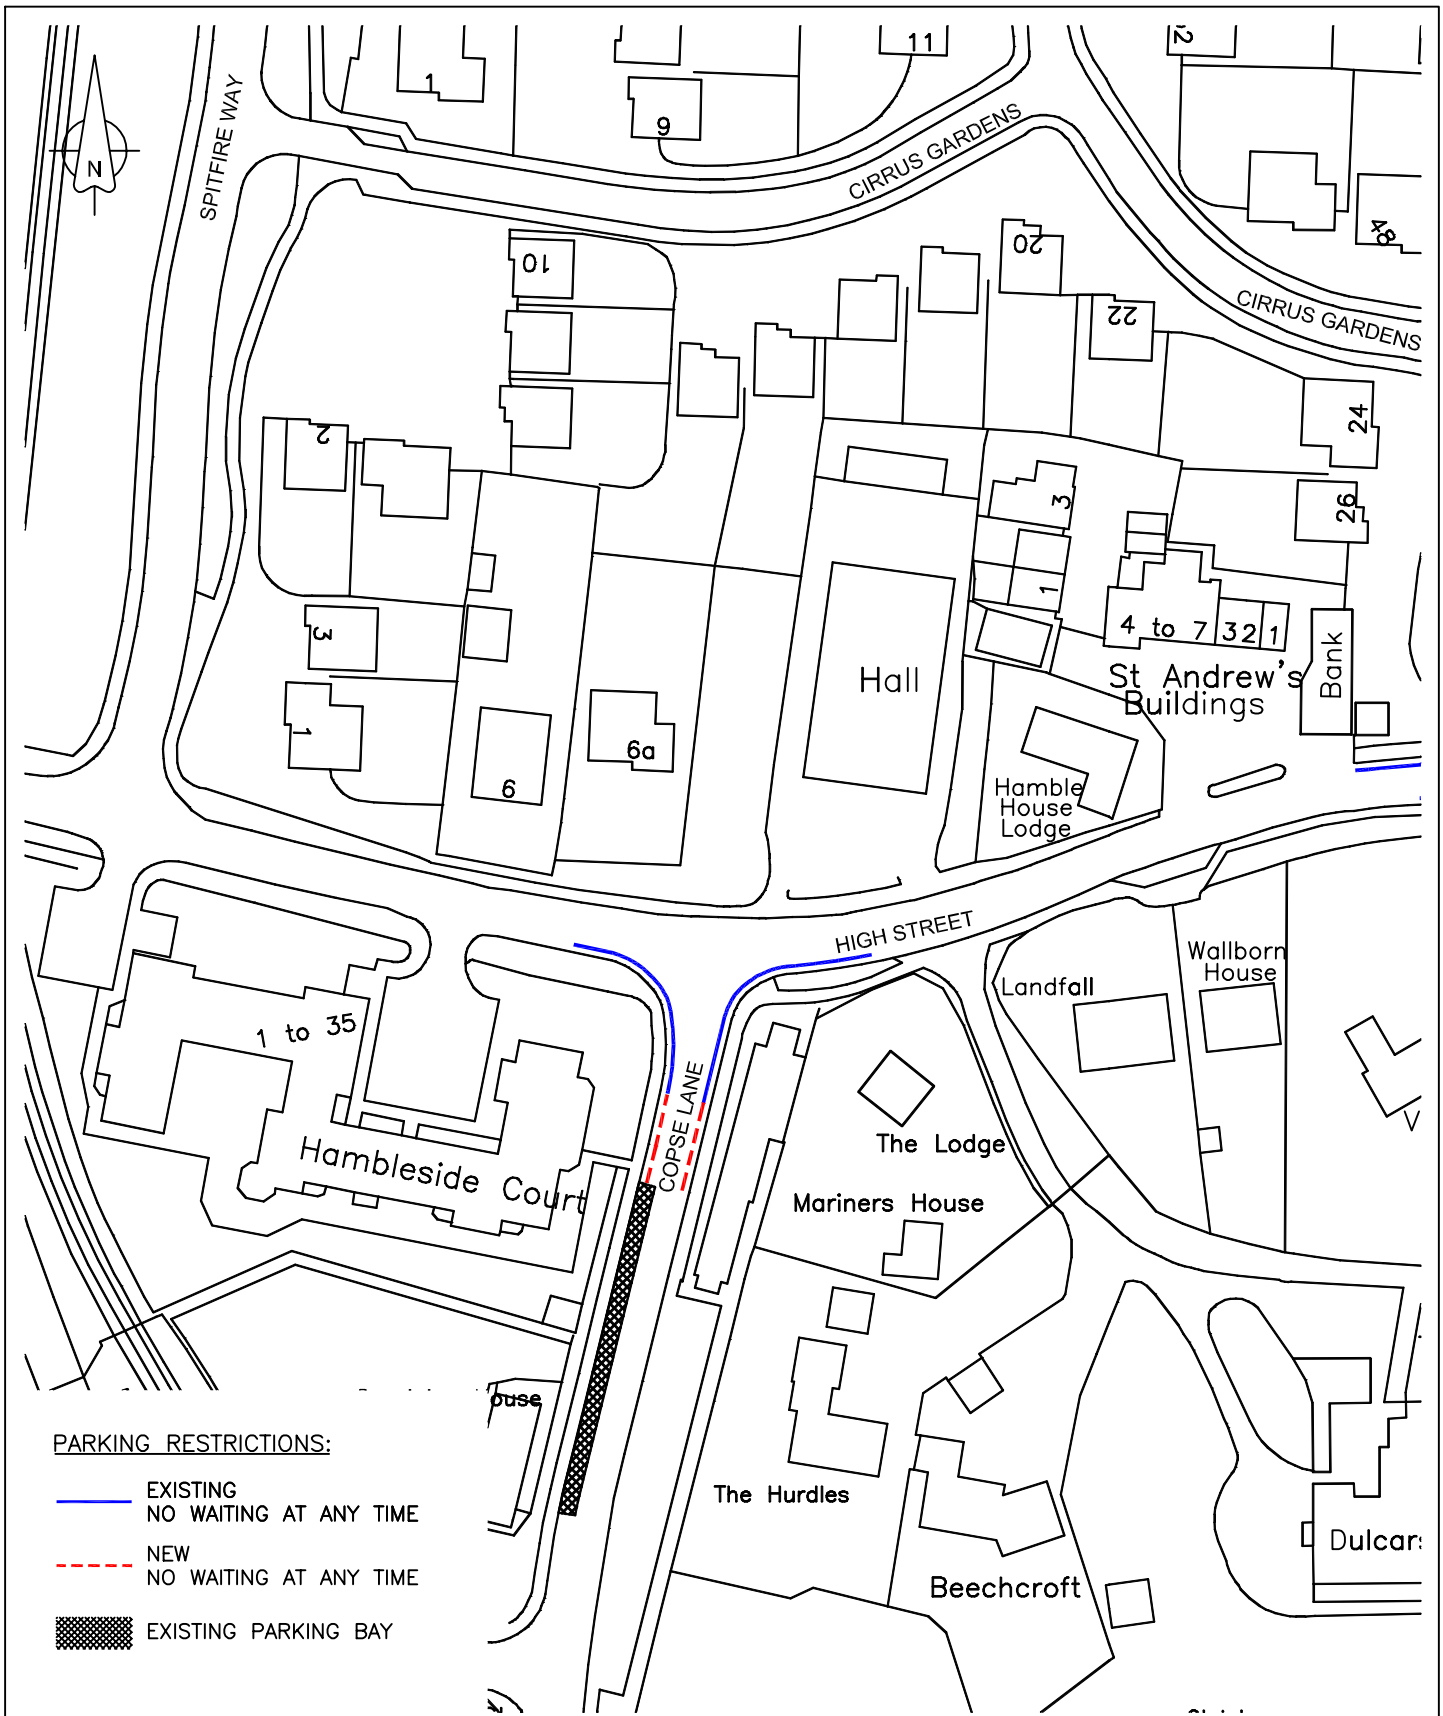 52
11
1
9
SPITFIRE WAY
CIRRUS GARDENS
N
48
20
10
CIRRUS GARDENS
22
24
2
26
3
1
4 to 7
3
2
1
3
Hall
St Andrew's
Buildings
Bank
1
6a
6
Hamble
House
Lodge
HIGH STREET
Wallborn
House
Landfall
1 to 35
COPSE LANE
The Lodge
Hambleside Court
Mariners House
ouse
PARKING RESTRICTIONS:
EXISTING
NO WAITING AT ANY TIME
NEW
NO WAITING AT ANY TIME
EXISTING PARKING BAY
The Hurdles
Dulcar
Beechcroft